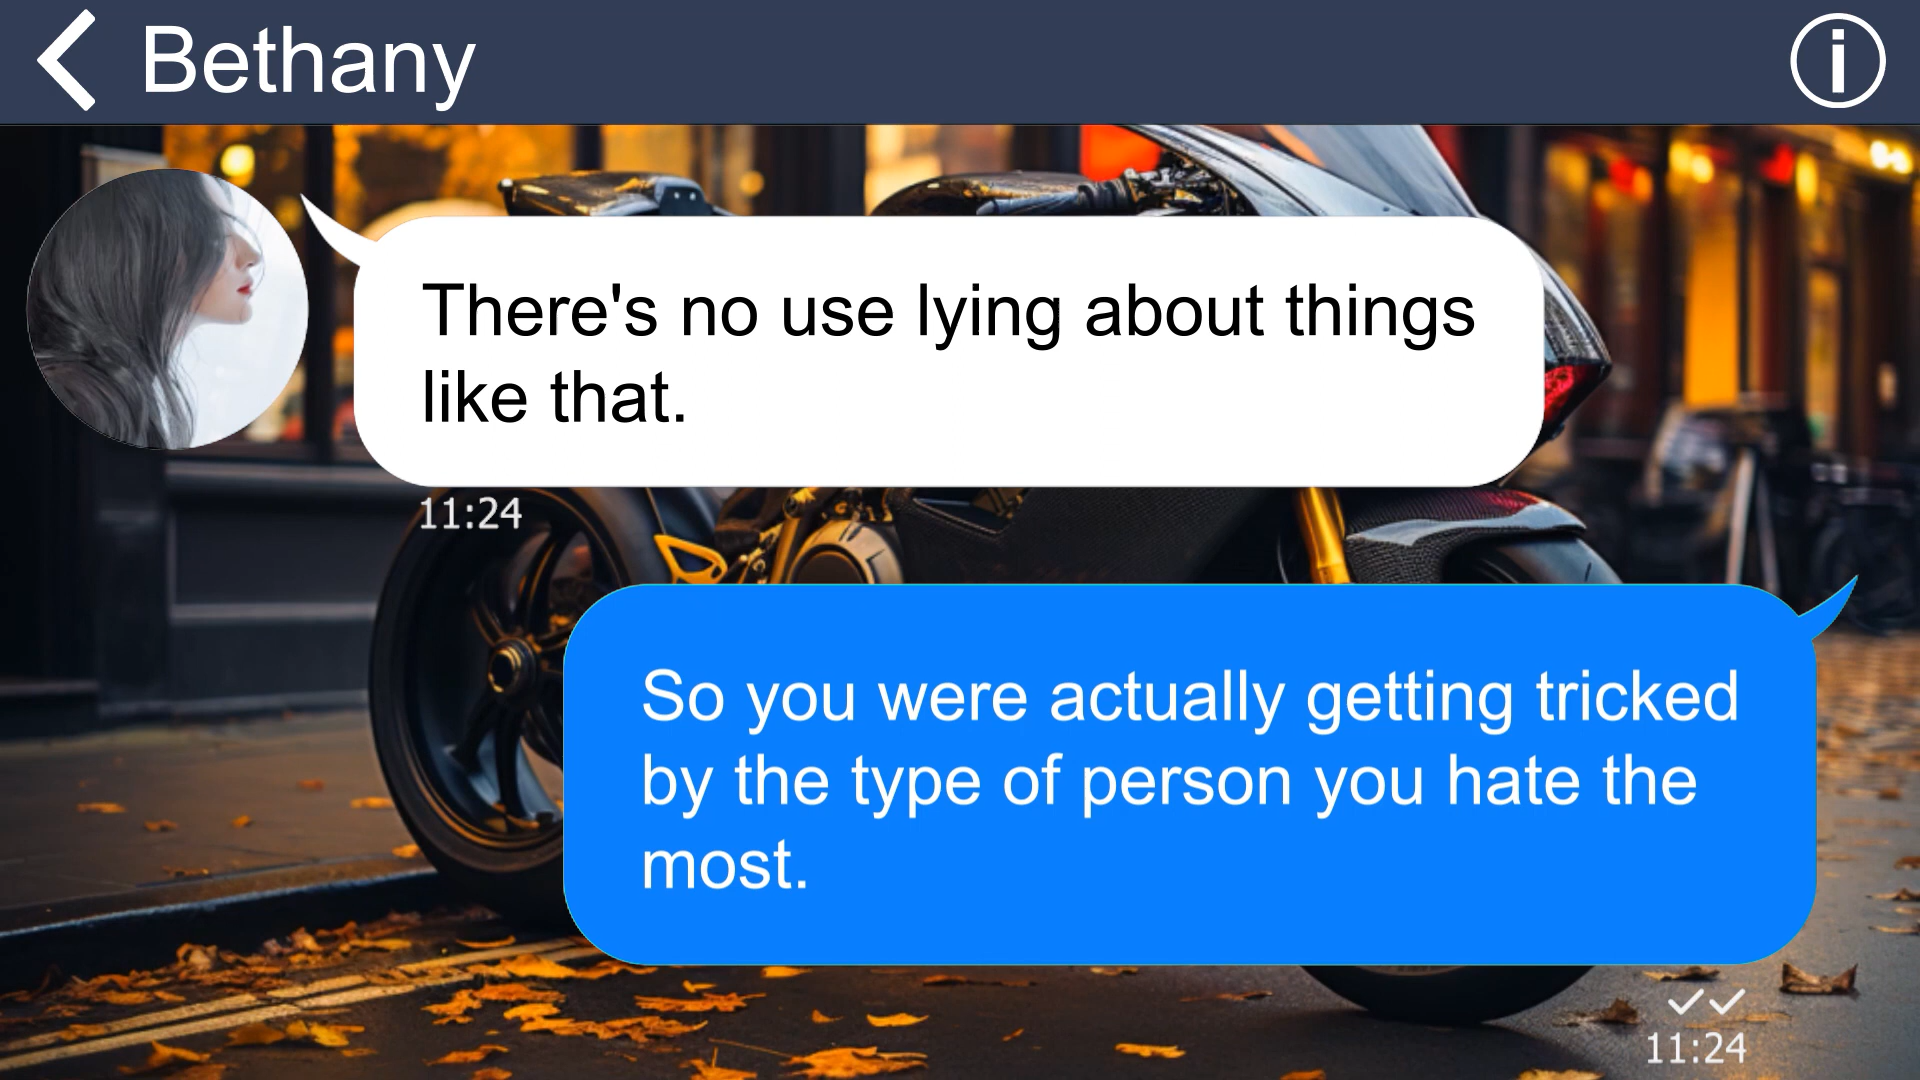 Bethany
There's no use lying about things
like that.
11:24
So you were actually getting tricked
by the type of person you hate the
most.
11:24